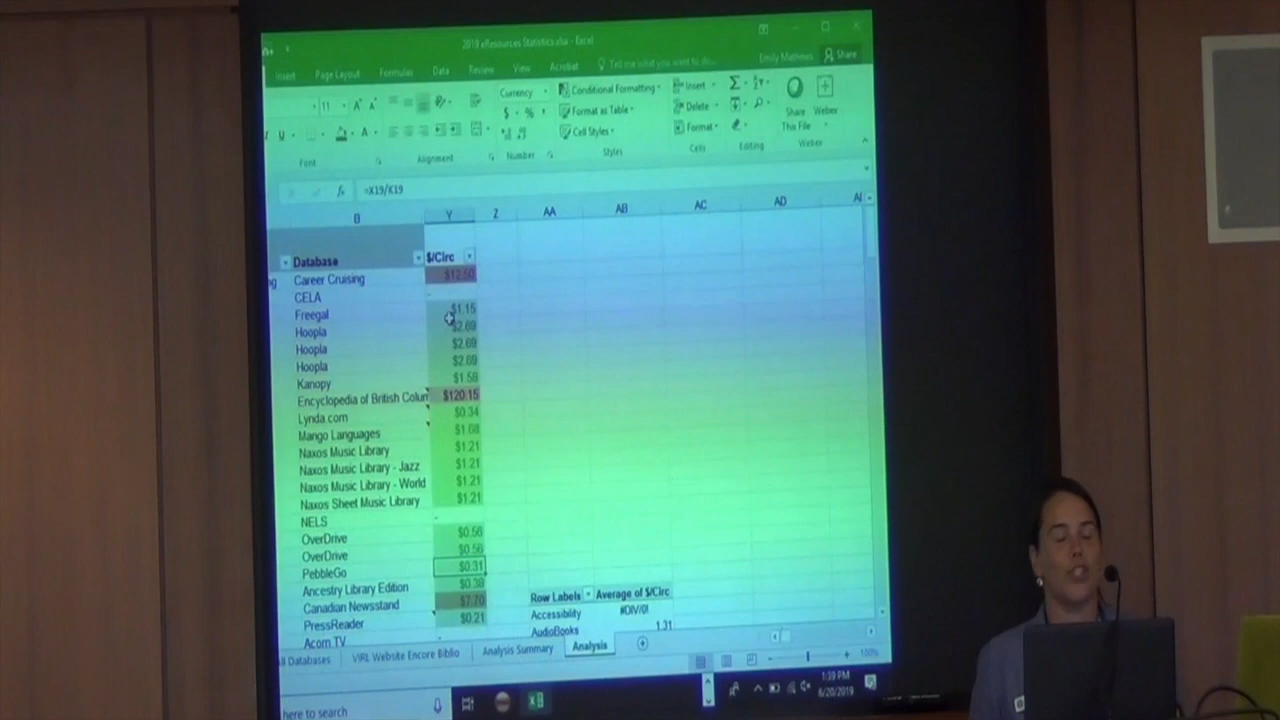 2019 eResources Statistics.xlsx - Excel
Insert Page Layout Formulas Data Review View Acrobat Tell me what you want to do... Emily Mathews Share
11 Currency Conditional Formatting Insert
$ % Format as Table Delete Share Weber
U A Cell Styles Format This File
Font Alignment Number Styles Cells Editing Weber
fx =X19/K19
B Y Z AA AB AC AD
Database $/Circ
Career Cruising $12.50
CELA -
Freegal $1.15
Hoopla $2.69
Hoopla $2.69
Hoopla $2.69
Kanopy $1.58
Encyclopedia of British Colum $120.15
Lynda.com $0.34
Mango Languages $1.68
Naxos Music Library $1.21
Naxos Music Library - Jazz $1.21
Naxos Music Library - World $1.21
Naxos Sheet Music Library $1.21
NELS -
OverDrive $0.56
OverDrive $0.56
PebbleGo $0.31
Ancestry Library Edition $0.38
Canadian Newsstand $7.70
PressReader $0.21
Acorn TV -
Row Labels Average of $/Circ
Accessibility #DIV/0!
AudioBooks 1.31
ll Databases VIRL Website Encore Biblio Analysis Summary Analysis
100%
here to search
1:39 PM
6/20/2019